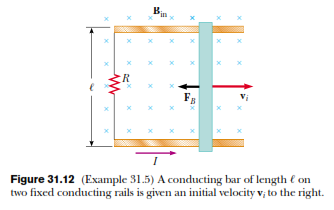 B_in
R
ℓ
F_B
v_i
I
Figure 31.12 (Example 31.5) A conducting bar of length ℓ on
two fixed conducting rails is given an initial velocity v_i to the right.